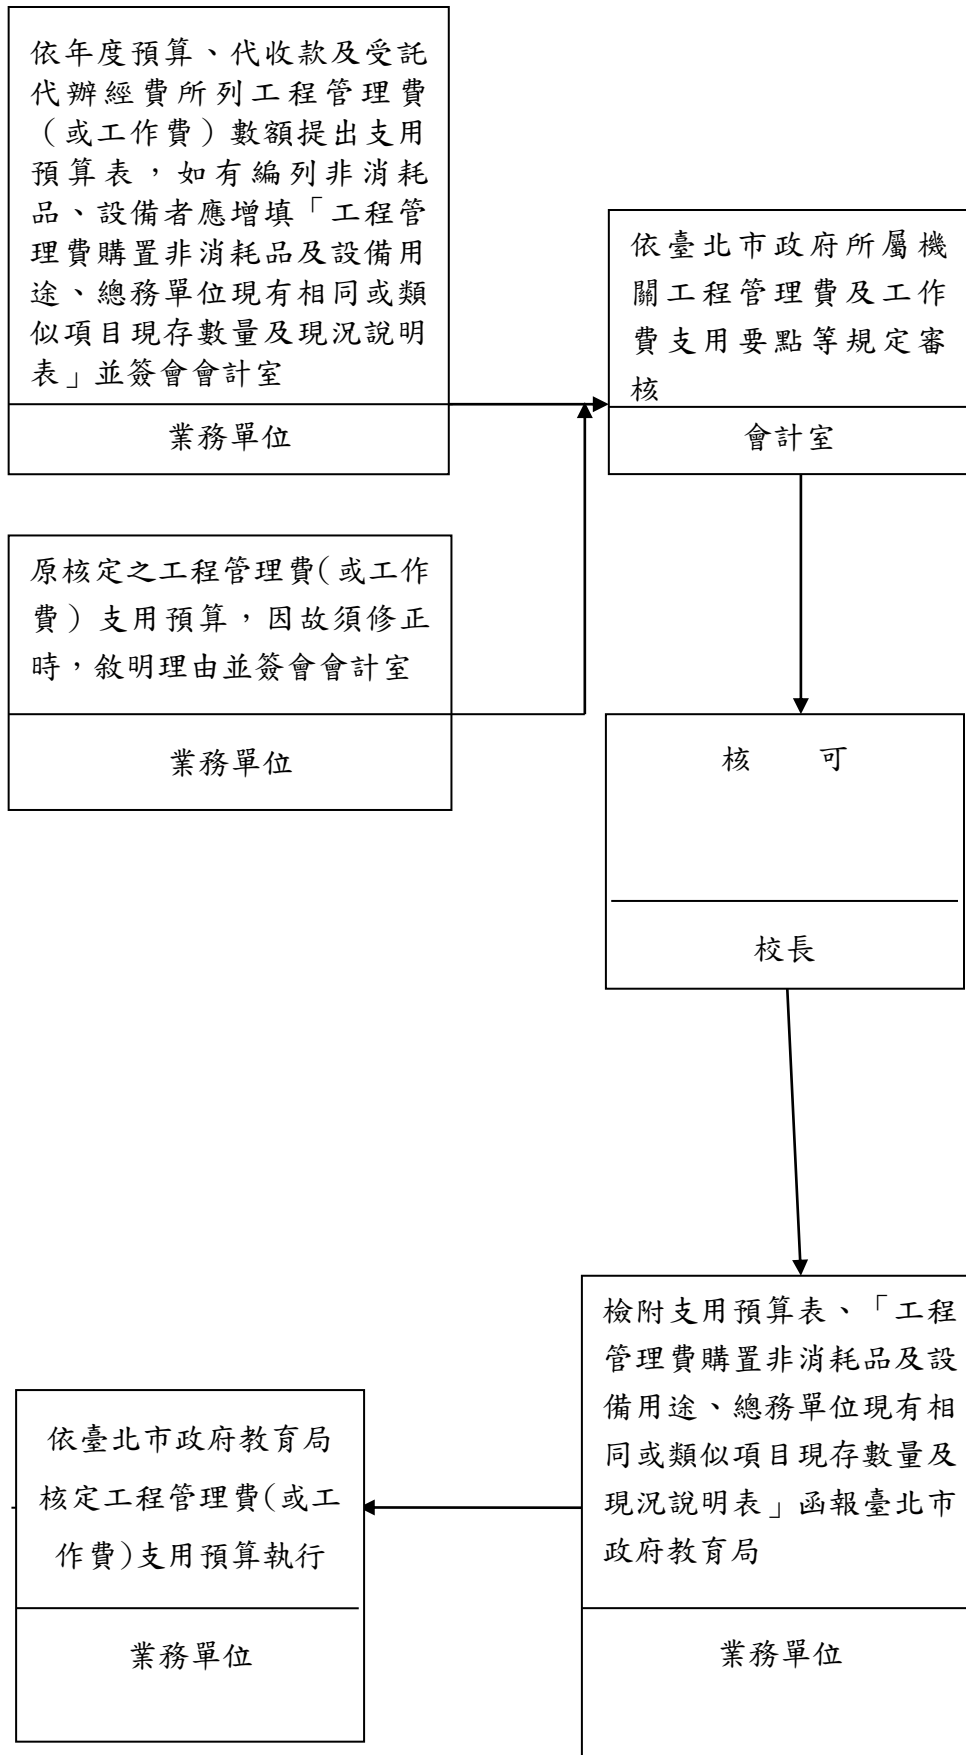 依年度預算、代收款及受託
代辦經費所列工程管理費
（或工作費）數額提出支用
預算表，如有編列非消耗
品、設備者應增填「工程管
理費購置非消耗品及設備用
途、總務單位現有相同或類
似項目現存數量及現況說明
表」並簽會會計室
業務單位
依臺北市政府所屬機
關工程管理費及工作
費支用要點等規定審
核
會計室
原核定之工程管理費(或工作
費）支用預算，因故須修正
時，敘明理由並簽會會計室
業務單位
核　　可
校長
檢附支用預算表、「工程
管理費購置非消耗品及設
備用途、總務單位現有相
同或類似項目現存數量及
現況說明表」函報臺北市
政府教育局
業務單位
依臺北市政府教育局
核定工程管理費(或工
作費)支用預算執行
業務單位